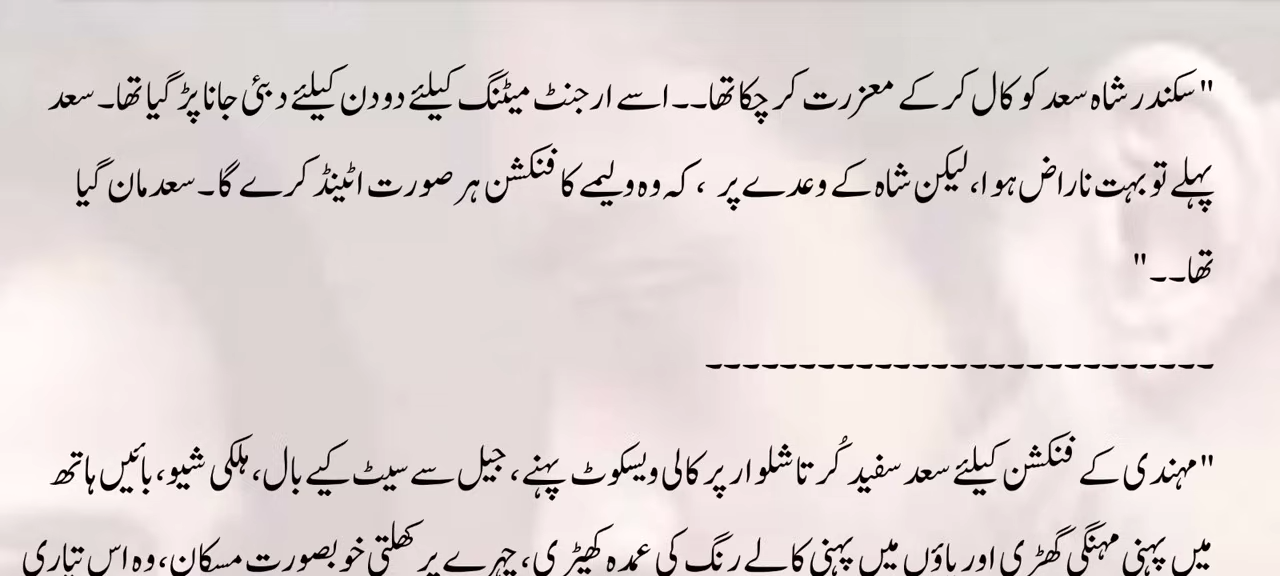 "سکندر شاہ سعد کو کال کر کے معزرت کر چکا تھا۔۔اسے ارجنٹ میٹنگ کیلئے دو دن کیلئے دبئی جانا پڑ گیا تھا۔ سعد
پہلے تو بہت ناراض ہوا، لیکن شاہ کے وعدے پر ، کہ وہ ولیمے کا فنکشن ہر صورت اٹینڈ کرے گا۔ سعد مان گیا
تھا۔۔"
---------------------------
"مہندی کے فنکشن کیلئے سعد سفید کُرتا شلوار پر کالی ویسکوٹ پہنے، جیل سے سیٹ کیے بال، ہلکی شیو، بائیں ہاتھ
میں پہنی مہنگی گھڑی اور پاؤں میں پہنی کالے رنگ کی عمدہ کھیڑی، چہرے پر کھلتی خوبصورت مسکان، وہ اس تیاری